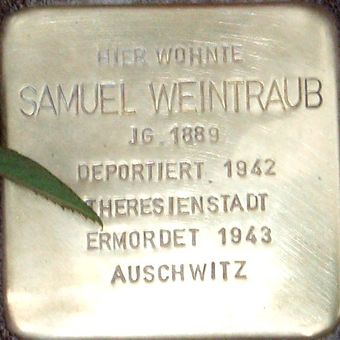 HIER WOHNTE
SAMUEL WEINTRAUB
JG. 1889
DEPORTIERT 1942
THERESIENSTADT
ERMORDET 1943
AUSCHWITZ